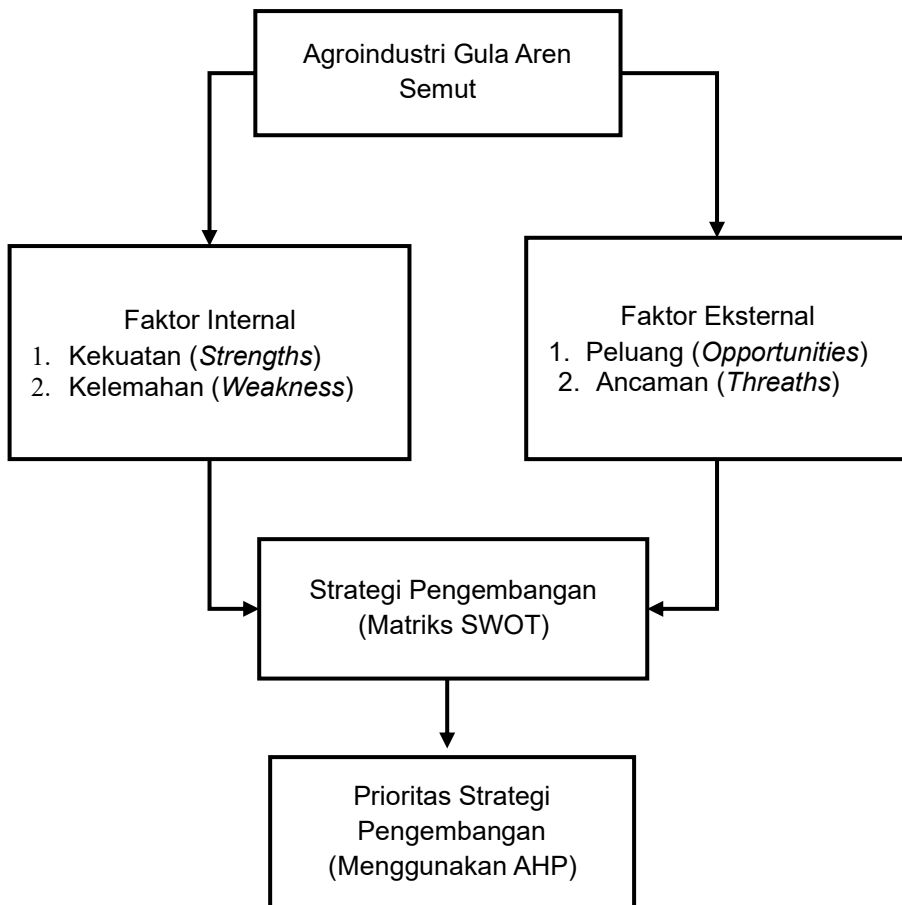 Agroindustri Gula Aren
Semut
Faktor Internal
1. Kekuatan (Strengths)
2. Kelemahan (Weakness)
Faktor Eksternal
1. Peluang (Opportunities)
2. Ancaman (Threaths)
Strategi Pengembangan
(Matriks SWOT)
Prioritas Strategi
Pengembangan
(Menggunakan AHP)